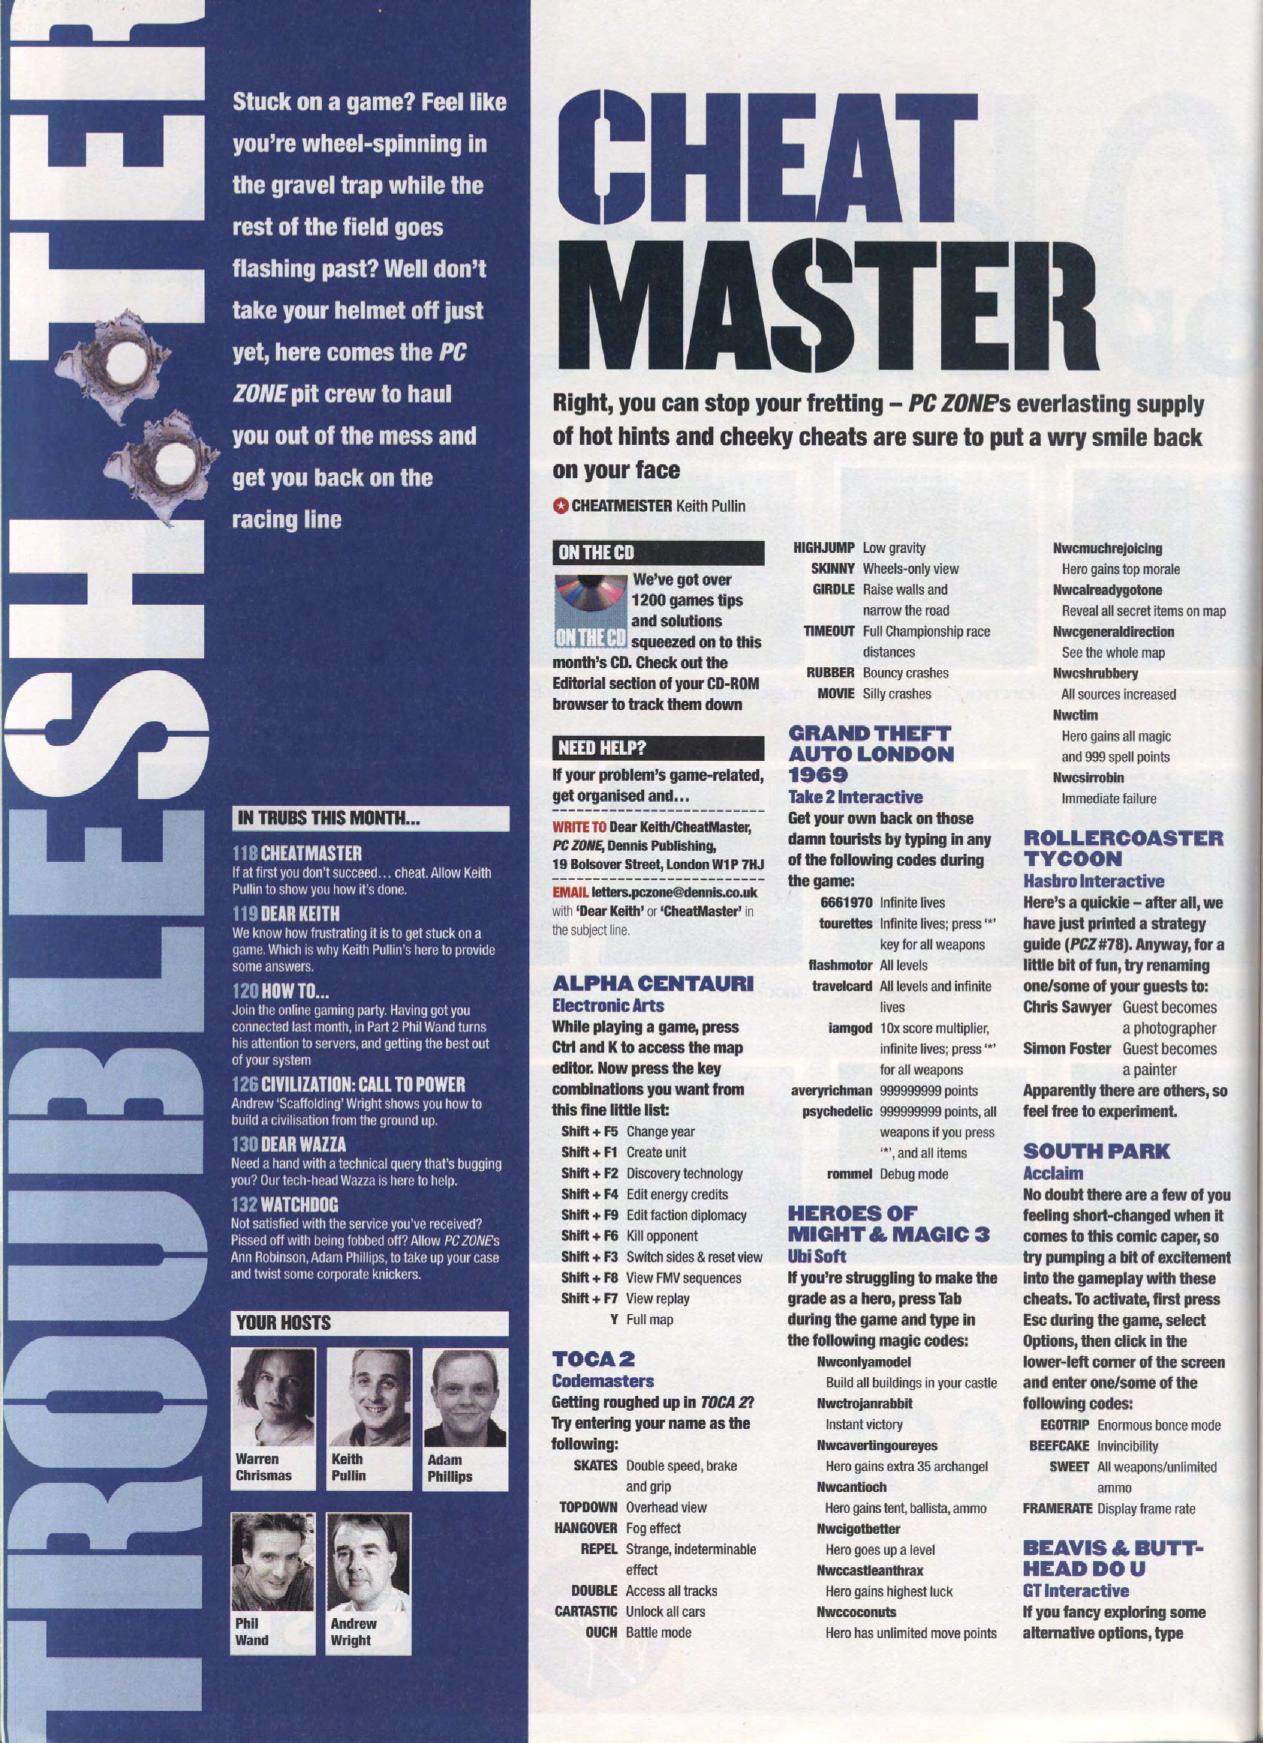 TROUBLESHOOTER
Stuck on a game? Feel like
you're wheel-spinning in
the gravel trap while the
rest of the field goes
flashing past? Well don't
take your helmet off just
yet, here comes the PC
ZONE pit crew to haul
you out of the mess and
get you back on the
racing line
IN TRUBS THIS MONTH...
118 CHEATMASTER
If at first you don't succeed... cheat. Allow Keith
Pullin to show you how it's done.
119 DEAR KEITH
We know how frustrating it is to get stuck on a
game. Which is why Keith Pullin's here to provide
some answers.
120 HOW TO...
Join the online gaming party. Having got you
connected last month, in Part 2 Phil Wand turns
his attention to servers, and getting the best out
of your system
126 CIVILIZATION: CALL TO POWER
Andrew 'Scaffolding' Wright shows you how to
build a civilisation from the ground up.
130 DEAR WAZZA
Need a hand with a technical query that's bugging
you? Our tech-head Wazza is here to help.
132 WATCHDOG
Not satisfied with the service you've received?
Pissed off with being fobbed off? Allow PC ZONE's
Ann Robinson, Adam Phillips, to take up your case
and twist some corporate knickers.
YOUR HOSTS
Warren
Chrismas
Keith
Pullin
Adam
Phillips
Phil
Wand
Andrew
Wright
CHEAT
MASTER
Right, you can stop your fretting – PC ZONE's everlasting supply
of hot hints and cheeky cheats are sure to put a wry smile back
on your face
CHEATMEISTER Keith Pullin
ON THE CD
ON THE CD
We've got over
1200 games tips
and solutions
squeezed on to this
month's CD. Check out the
Editorial section of your CD-ROM
browser to track them down
NEED HELP?
If your problem's game-related,
get organised and...
WRITE TO Dear Keith/CheatMaster,
PC ZONE, Dennis Publishing,
19 Bolsover Street, London W1P 7HJ
EMAIL letters.pczone@dennis.co.uk
with 'Dear Keith' or 'CheatMaster' in
the subject line.
ALPHA CENTAURI
Electronic Arts
While playing a game, press
Ctrl and K to access the map
editor. Now press the key
combinations you want from
this fine little list:
Shift + F5 Change year
Shift + F1 Create unit
Shift + F2 Discovery technology
Shift + F4 Edit energy credits
Shift + F9 Edit faction diplomacy
Shift + F6 Kill opponent
Shift + F3 Switch sides & reset view
Shift + F8 View FMV sequences
Shift + F7 View replay
Y Full map
TOCA 2
Codemasters
Getting roughed up in TOCA 2?
Try entering your name as the
following:
SKATES Double speed, brake
and grip
TOPDOWN Overhead view
HANGOVER Fog effect
REPEL Strange, indeterminable
effect
DOUBLE Access all tracks
CARTASTIC Unlock all cars
OUCH Battle mode
HIGHJUMP Low gravity
SKINNY Wheels-only view
GIRDLE Raise walls and
narrow the road
TIMEOUT Full Championship race
distances
RUBBER Bouncy crashes
MOVIE Silly crashes
GRAND THEFT
AUTO LONDON
1969
Take 2 Interactive
Get your own back on those
damn tourists by typing in any
of the following codes during
the game:
6661970 Infinite lives
tourettes Infinite lives; press '*'
key for all weapons
flashmotor All levels
travelcard All levels and infinite
lives
iamgod 10x score multiplier,
infinite lives; press '*'
for all weapons
averyrichman 999999999 points
psychedelic 999999999 points, all
weapons if you press
'*', and all items
rommel Debug mode
HEROES OF
MIGHT & MAGIC 3
Ubi Soft
If you're struggling to make the
grade as a hero, press Tab
during the game and type in
the following magic codes:
Nwconlyamodel
Build all buildings in your castle
Nwctrojanrabbit
Instant victory
Nwcavertingoureyes
Hero gains extra 35 archangel
Nwcantioch
Hero gains tent, ballista, ammo
Nwcigotbetter
Hero goes up a level
Nwccastleanthrax
Hero gains highest luck
Nwccoconuts
Hero has unlimited move points
Nwcmuchrejoicing
Hero gains top morale
Nwcalreadygotone
Reveal all secret items on map
Nwcgeneraldirection
See the whole map
Nwcshrubbery
All sources increased
Nwctim
Hero gains all magic
and 999 spell points
Nwcsirrobin
Immediate failure
ROLLERCOASTER
TYCOON
Hasbro Interactive
Here's a quickie – after all, we
have just printed a strategy
guide (PCZ #78). Anyway, for a
little bit of fun, try renaming
one/some of your guests to:
Chris Sawyer Guest becomes
a photographer
Simon Foster Guest becomes
a painter
Apparently there are others, so
feel free to experiment.
SOUTH PARK
Acclaim
No doubt there are a few of you
feeling short-changed when it
comes to this comic caper, so
try pumping a bit of excitement
into the gameplay with these
cheats. To activate, first press
Esc during the game, select
Options, then click in the
lower-left corner of the screen
and enter one/some of the
following codes:
EGOTRIP Enormous bonce mode
BEEFCAKE Invincibility
SWEET All weapons/unlimited
ammo
FRAMERATE Display frame rate
BEAVIS & BUTT-
HEAD DO U
GT Interactive
If you fancy exploring some
alternative options, type